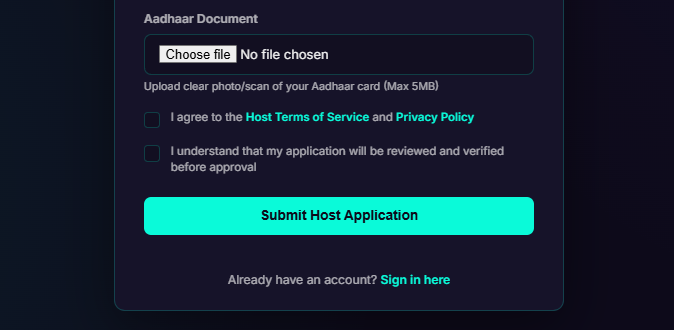 Aadhaar Document
Choose file No file chosen
Upload clear photo/scan of your Aadhaar card (Max 5MB)
I agree to the Host Terms of Service and Privacy Policy
I understand that my application will be reviewed and verified
before approval
Submit Host Application
Already have an account? Sign in here